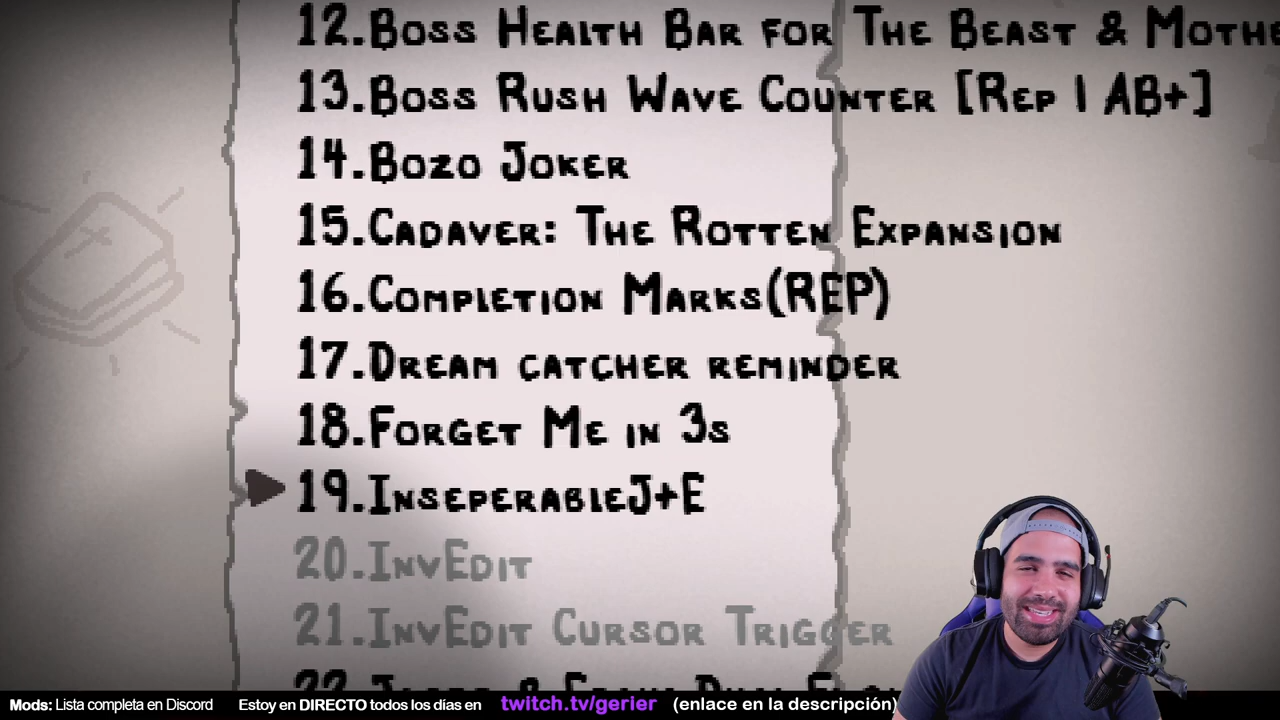 12. Boss Health Bar for The Beast & Mothe
13. Boss Rush Wave Counter [Rep | AB+]
14. Bozo Joker
15. Cadaver: The Rotten Expansion
16. Completion Marks(REP)
17. Dream catcher reminder
18. Forget Me in 3s
19. InseperableJ+E
20. InvEdit
21. InvEdit Cursor Trigger
22.
Mods: Lista completa en Discord Estoy en DIRECTO todos los días en twitch.tv/gerier (enlace en la descripción)